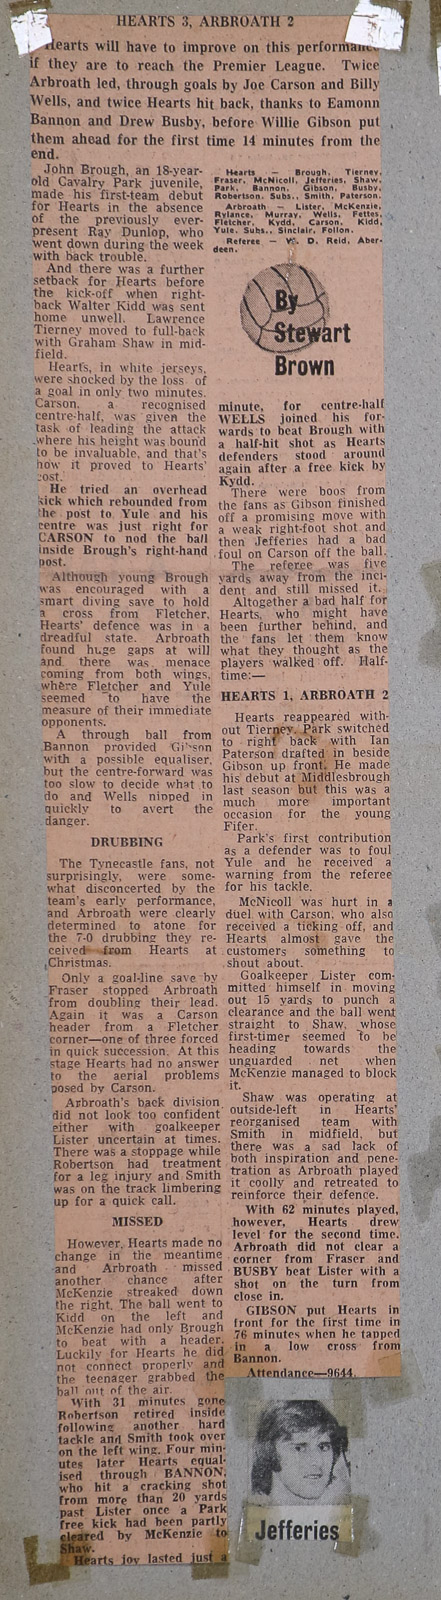 HEARTS 3, ARBROATH 2
Hearts will have to improve on this performance
if they are to reach the Premier League. Twice
Arbroath led, through goals by Joe Carson and Billy
Wells, and twice Hearts hit back, thanks to Eamonn
Bannon and Drew Busby, before Willie Gibson put
them ahead for the first time 14 minutes from the
end.
John Brough, an 18-year-
old Cavalry Park juvenile,
made his first-team debut
for Hearts in the absence
of the previously ever-
present Ray Dunlop, who
went down during the week
with back trouble.
And there was a further
setback for Hearts before
the kick-off when right-
back Walter Kidd was sent
home unwell. Lawrence
Tierney moved to full-back
with Graham Shaw in mid-
field.
Hearts, in white jerseys,
were shocked by the loss of
a goal in only two minutes.
Carson, a recognised
centre-half, was given the
task of leading the attack
where his height was bound
to be invaluable, and that's
how it proved to Hearts'
cost.
He tried an overhead
kick which rebounded from
the post to Yule and his
centre was just right for
CARSON to nod the ball
inside Brough's right-hand
post.
Although young Brough
was encouraged with a
smart diving save to hold
a cross from Fletcher,
Hearts' defence was in a
dreadful state. Arbroath
found huge gaps at will
and there was menace
coming from both wings,
where Fletcher and Yule
seemed to have the
measure of their immediate
opponents.
A through ball from
Bannon provided Gibson
with a possible equaliser,
but the centre-forward was
too slow to decide what to
do and Wells nipped in
quickly to avert the
danger.
DRUBBING
The Tynecastle fans, not
surprisingly, were some-
what disconcerted by the
team's early performance,
and Arbroath were clearly
determined to atone for
the 7-0 drubbing they re-
ceived from Hearts at
Christmas.
Only a goal-line save by
Fraser stopped Arbroath
from doubling their lead.
Again it was a Carson
header from a Fletcher
corner—one of three forced
in quick succession. At this
stage Hearts had no answer
to the aerial problems
posed by Carson.
Arbroath's back division
did not look too confident
either with goalkeeper
Lister uncertain at times.
There was a stoppage while
Robertson had treatment
for a leg injury and Smith
was on the track limbering
up for a quick call.
MISSED
However, Hearts made no
change in the meantime
and Arbroath missed
another chance after
McKenzie streaked down
the right. The ball went to
Kidd on the left and
McKenzie had only Brough
to beat with a header.
Luckily for Hearts he did
not connect properly and
the teenager grabbed the
ball out of the air.
With 31 minutes gone
Robertson retired inside
following another hard
tackle and Smith took over
on the left wing. Four min-
utes later Hearts equal-
ised through BANNON,
who hit a cracking shot
from more than 20 yards
past Lister once a Park
free kick had been partly
cleared by McKenzie to
Shaw.
Hearts joy lasted just a
Hearts — Brough, Tierney,
Fraser, McNicoll, Jefferies, Shaw,
Park, Bannon, Gibson, Busby,
Robertson. Subs., Smith, Paterson.
Arbroath — Lister, McKenzie,
Rylance, Murray, Wells, Fettes,
Fletcher, Kydd, Carson, Kidd,
Yule. Subs., Sinclair, Follon.
Referee — W. D. Reid, Aber-
deen.
By
Stewart
Brown
minute, for centre-half
WELLS joined his for-
wards to beat Brough with
a half-hit shot as Hearts
defenders stood around
again after a free kick by
Kydd.
There were boos from
the fans as Gibson finished
off a promising move with
a weak right-foot shot and
then Jefferies had a bad
foul on Carson off the ball.
The referee was five
yards away from the inci-
dent and still missed it.
Altogether a bad half for
Hearts, who might have
been further behind, and
the fans let them know
what they thought as the
players walked off. Half-
time:—
HEARTS 1, ARBROATH 2
Hearts reappeared with-
out Tierney. Park switched
to right back with Ian
Paterson drafted in beside
Gibson up front. He made
his debut at Middlesbrough
last season but this was a
much more important
occasion for the young
Fifer.
Park's first contribution
as a defender was to foul
Yule and he received a
warning from the referee
for his tackle.
McNicoll was hurt in a
duel with Carson, who also
received a ticking off, and
Hearts almost gave the
customers something to
shout about.
Goalkeeper Lister com-
mitted himself in moving
out 15 yards to punch a
clearance and the ball went
straight to Shaw, whose
first-timer seemed to be
heading towards the
unguarded net when
McKenzie managed to block
it.
Shaw was operating at
outside-left in Hearts'
reorganised team with
Smith in midfield, but
there was a sad lack of
both inspiration and pene-
tration as Arbroath played
it coolly and retreated to
reinforce their defence.
With 62 minutes played,
however, Hearts drew
level for the second time.
Arbroath did not clear a
corner from Fraser and
BUSBY beat Lister with a
shot on the turn from
close in.
GIBSON put Hearts in
front for the first time in
76 minutes when he tapped
in a low cross from
Bannon.
Attendance—9644.
Jefferies